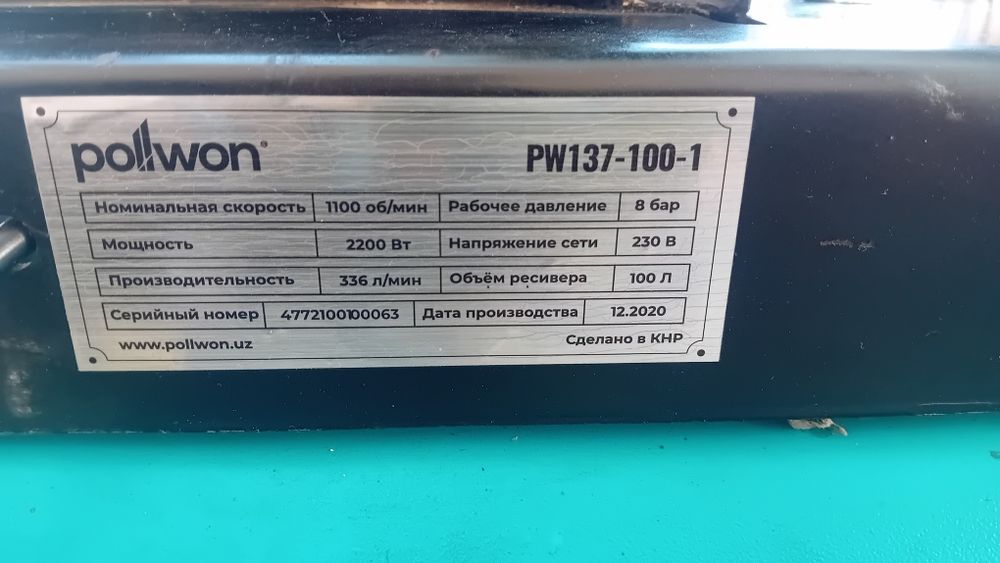 pollwon®
PW137-100-1
Номинальная скорость 1100 об/мин Рабочее давление 8 бар
Мощность 2200 Вт Напряжение сети 230 В
Производительность 336 л/мин Объём ресивера 100 Л
Серийный номер 4772100100063 Дата производства 12.2020
www.pollwon.uz Сделано в КНР